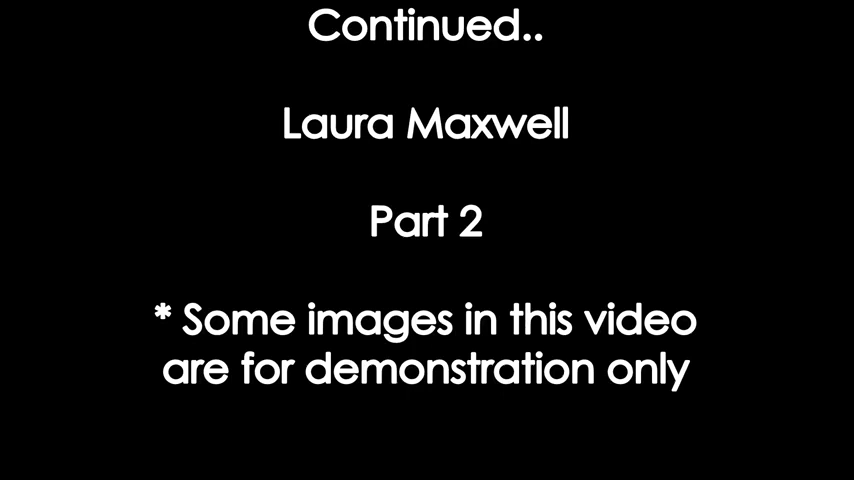 Continued..
Laura Maxwell
Part 2
* Some images in this video
are for demonstration only